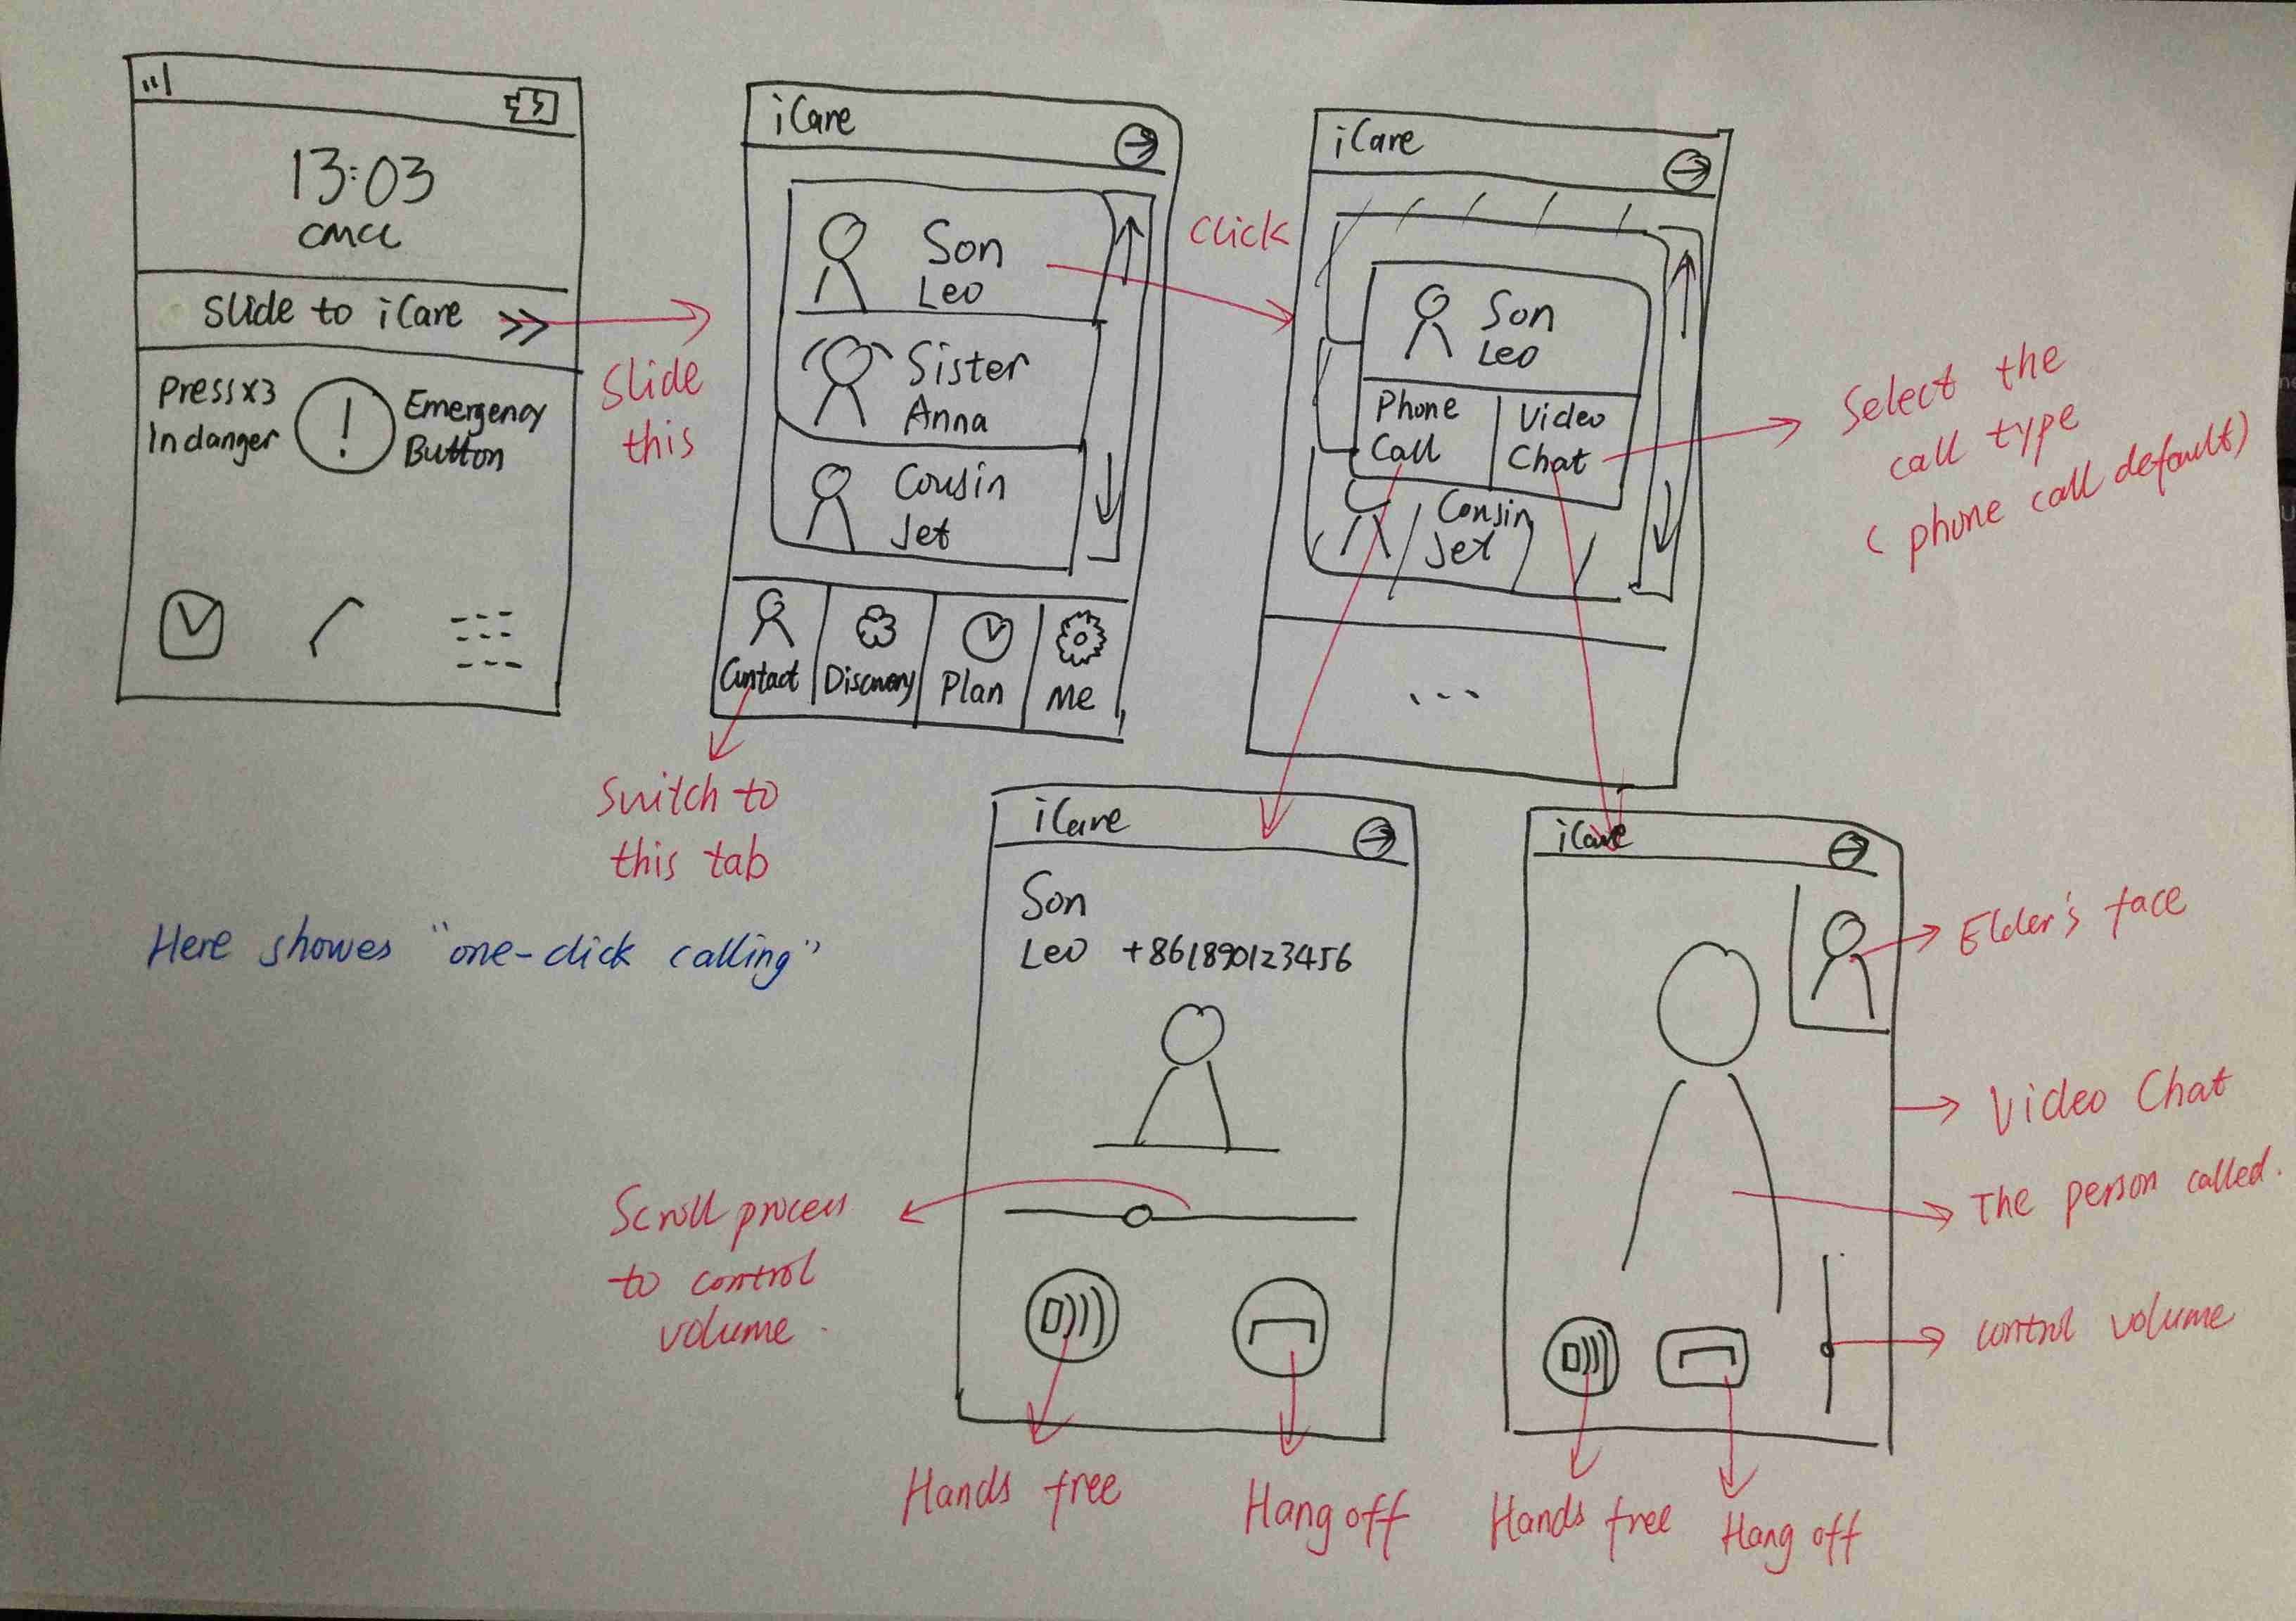 13:03
CMCC
Slide to iCare >>
Press x3
In danger
!
Emergency
Button
Slide
this
iCare
Son
Leo
Sister
Anna
Cousin
Jet
Contact
Discovery
Plan
Me
Switch to
this tab
Click
iCare
Son
Leo
Phone
Call
Video
Chat
Cousin
Jet
...
Select the
call type
( phone call default)
Here showes "one-click calling"
iCare
Son
Leo +861890123456
Scroll process
to control
volume.
Hands free
Hang off
iCare
Elder's face
Video Chat
The person called.
control volume
Hands free
Hang off